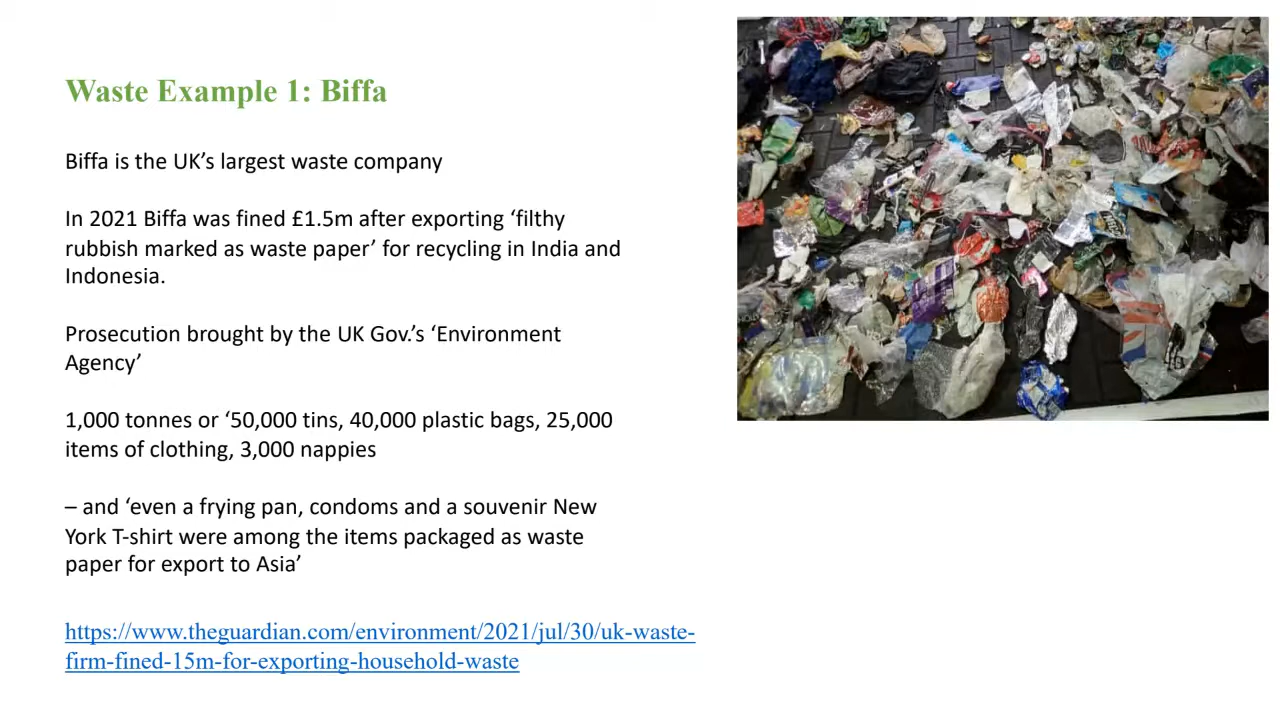 Waste Example 1: Biffa
Biffa is the UK’s largest waste company
In 2021 Biffa was fined £1.5m after exporting ‘filthy
rubbish marked as waste paper’ for recycling in India and
Indonesia.
Prosecution brought by the UK Gov.’s ‘Environment
Agency’
1,000 tonnes or ‘50,000 tins, 40,000 plastic bags, 25,000
items of clothing, 3,000 nappies
– and ‘even a frying pan, condoms and a souvenir New
York T-shirt were among the items packaged as waste
paper for export to Asia’
https://www.theguardian.com/environment/2021/jul/30/uk-waste-
firm-fined-15m-for-exporting-household-waste